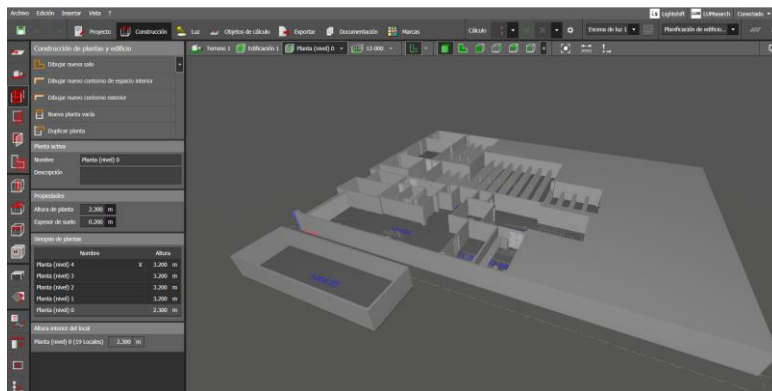 Archivo Edición Insertar Vista ?
Lightshift LUMsearch Conectado
Proyecto Construcción Luz Objetos de cálculo Exportar Documentación Marcas Cálculo Escena de luz 1 Planificación de edificio...
Construcción de plantas y edificio
Terreno 1 Edificación 1 Planta (nivel) 0 12-000
Dibujar nueva sala
Dibujar nuevo contorno de espacio interior
Dibujar nuevo contorno exterior
Nueva planta vacía
Duplicar planta
Planta activa
Nombre Planta (nivel) 0
Descripción
Propiedades
Altura de planta 2.300 m
Espesor de suelo 0.200 m
Sinopsis de plantas
Nombre Altura
Planta (nivel) 4 X 3.200 m
Planta (nivel) 3 3.200 m
Planta (nivel) 2 3.200 m
Planta (nivel) 1 3.200 m
Planta (nivel) 0 2.300 m
Altura interior del local
Planta (nivel) 0 (19 Locales) 2.300 m